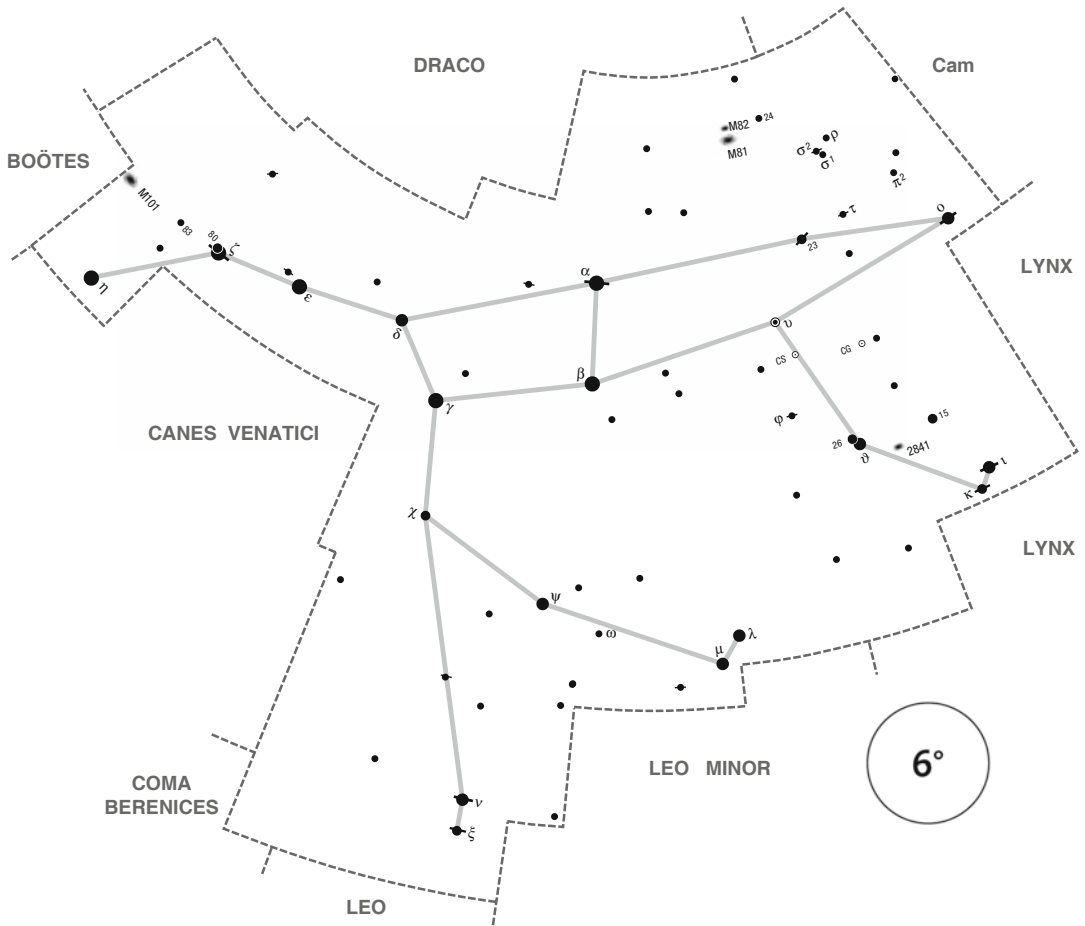 DRACO
Cam
BOÖTES
M82
24
M81
ρ
σ²
σ¹
π²
M101
83
80
ζ
τ
ο
23
LYNX
η
ε
α
δ
υ
CS
CG
β
γ
φ
15
CANES VENATICI
26
ϑ
2841
ι
κ
χ
LYNX
ψ
ω
λ
μ
6°
LEO MINOR
COMA
BERENICES
ν
ξ
LEO